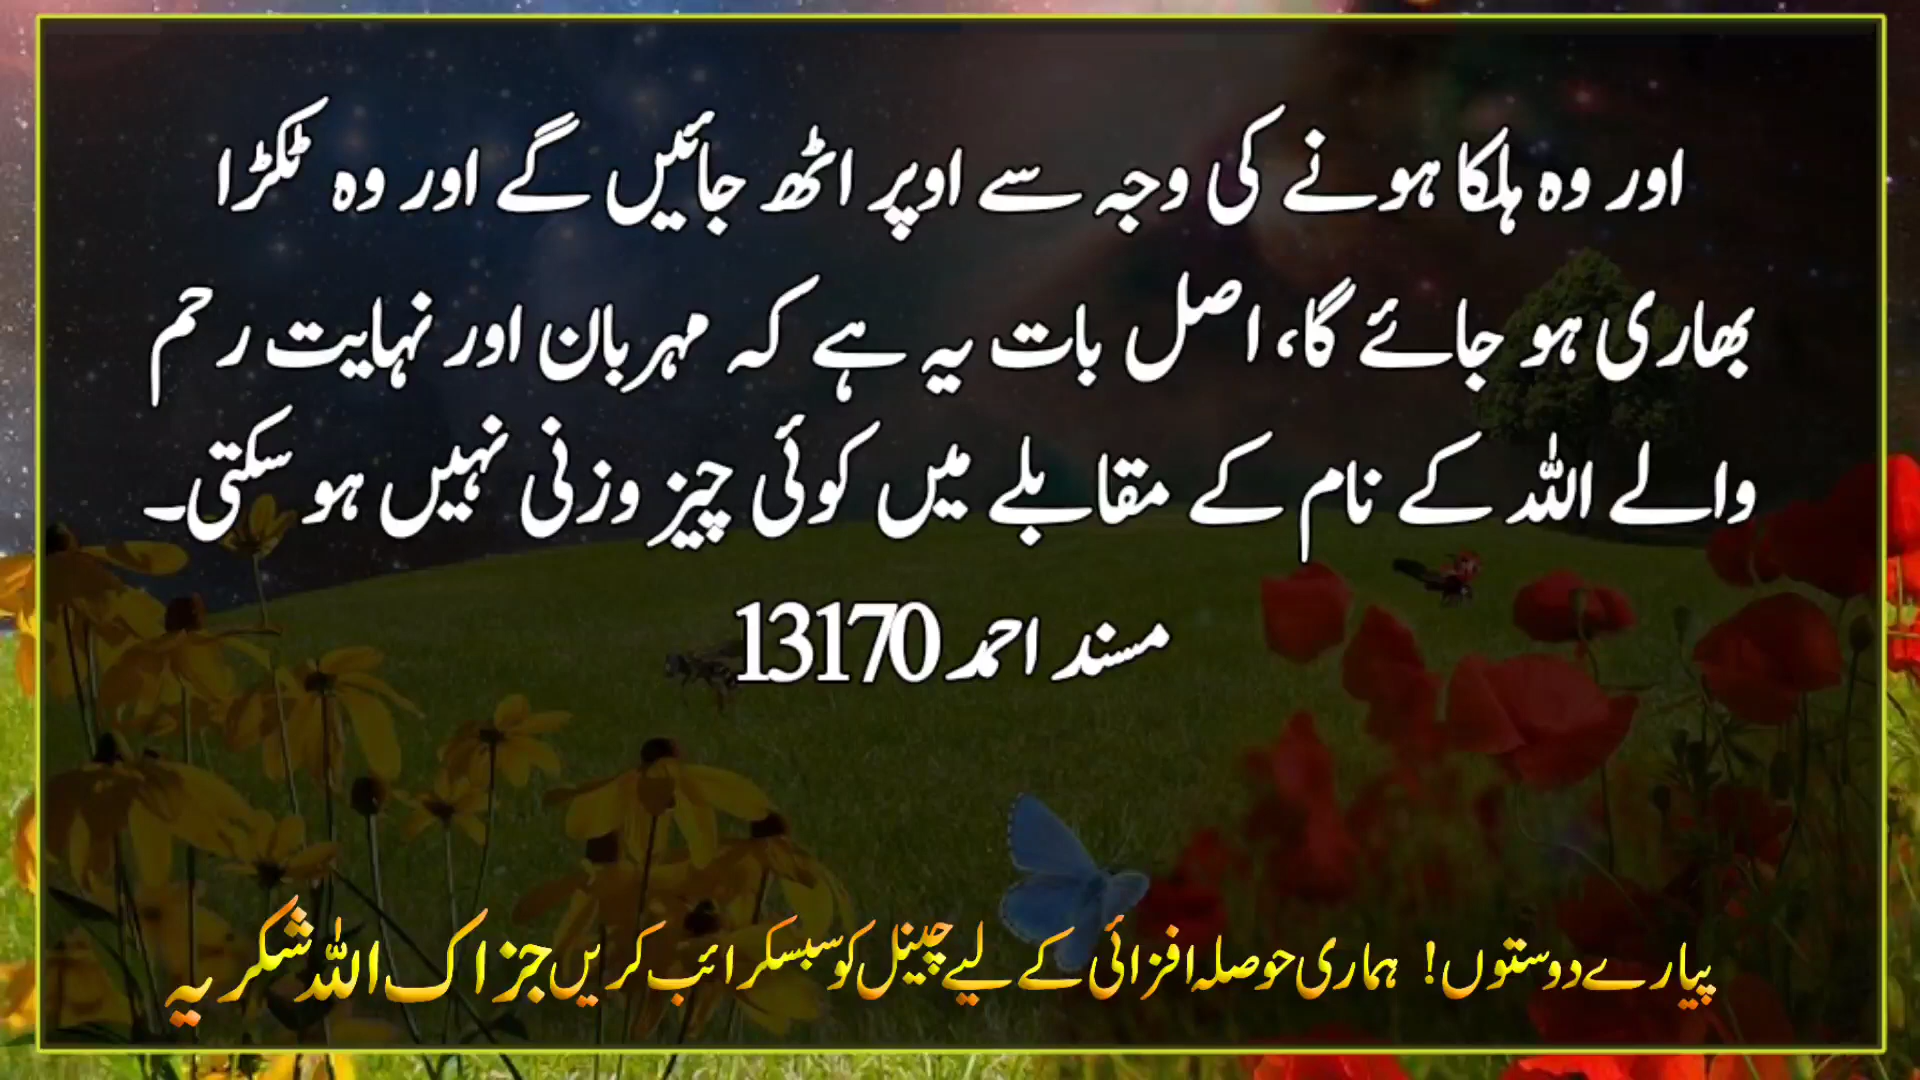 اور وہ ہلکا ہونے کی وجہ سے اوپر اٹھ جائیں گے اور وہ ٹکڑا
بھاری ہو جائے گا، اصل بات یہ ہے کہ مہربان اور نہایت رحم
والے اللہ کے نام کے مقابلے میں کوئی چیز وزنی نہیں ہو سکتی۔
مسند احمد 13170
پیارے دوستوں! ہماری حوصلہ افزائی کے لیے چینل کو سبسکرائب کریں جزاک اللہ شکریہ